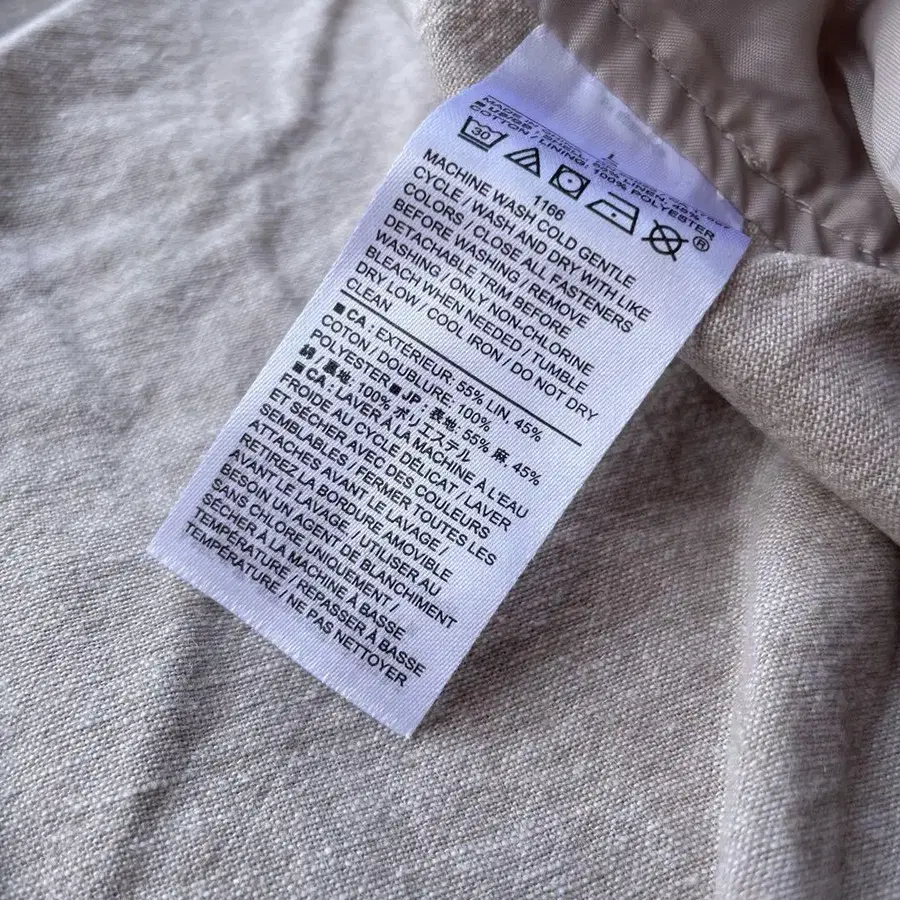 COTTON / LINING: 100% POLYESTER
30
®
1166
MACHINE WASH COLD GENTLE
CYCLE / WASH AND DRY WITH LIKE
COLORS / CLOSE ALL FASTENERS
BEFORE WASHING / REMOVE
DETACHABLE TRIM BEFORE
WASHING / ONLY NON-CHLORINE
BLEACH WHEN NEEDED / TUMBLE
DRY LOW / COOL IRON / DO NOT DRY
CLEAN
■ CA : EXTÉRIEUR: 55% LIN, 45%
COTON / DOUBLURE: 100%
POLYESTER ■ JP : 表地: 55% 麻, 45%
綿 / 裏地: 100% ポリエステル
■ CA : LAVER À LA MACHINE À L'EAU
FROIDE AU CYCLE DÉLICAT / LAVER
ET SÉCHER AVEC DES COULEURS
SEMBLABLES / FERMER TOUTES LES
ATTACHES AVANT LE LAVAGE /
RETIREZ LA BORDURE AMOVIBLE
AVANT LE LAVAGE / UTILISER AU
BESOIN UN AGENT DE BLANCHIMENT
SANS CHLORE UNIQUEMENT /
SÉCHER À LA MACHINE À BASSE
TEMPÉRATURE / REPASSER À BASSE
TEMPÉRATURE / NE PAS NETTOYER